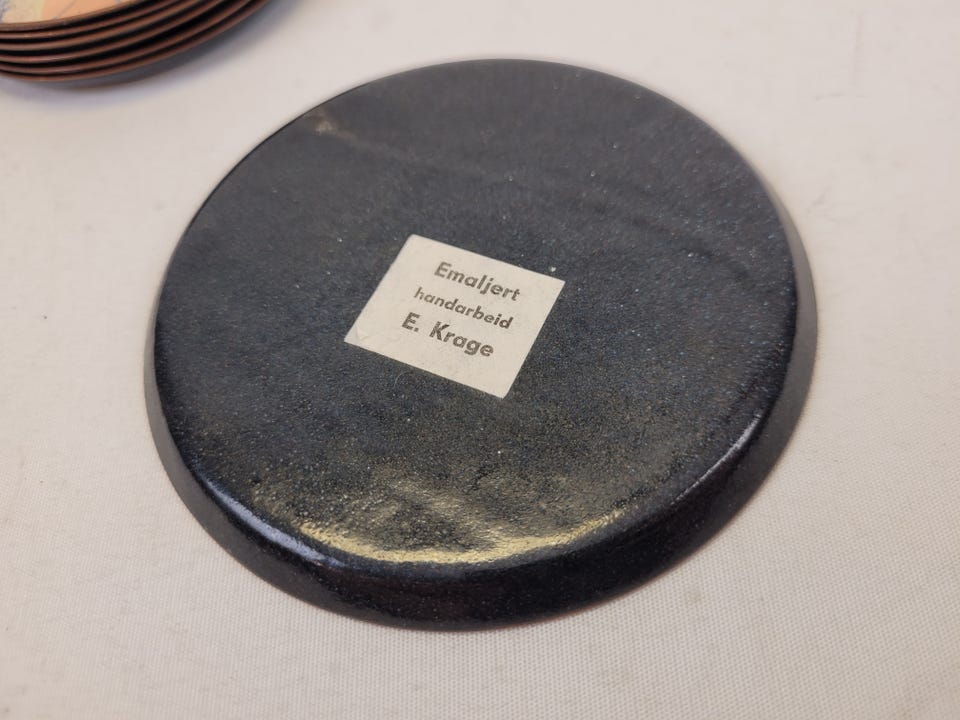 Emaljert
handarbeid
E. Krage